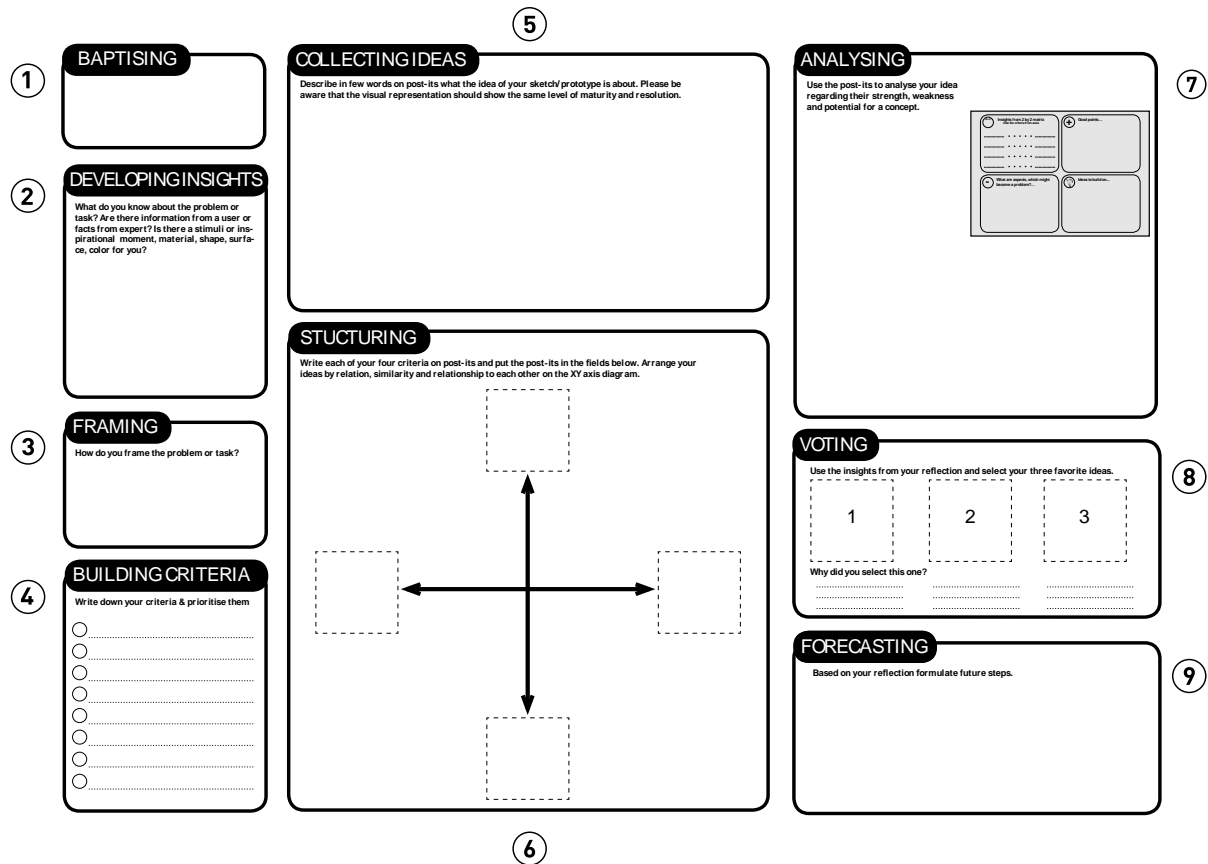 1
BAPTISING
2
DEVELOPING INSIGHTS
What do you know about the problem or
task? Are there information from a user or
facts from expert? Is there a stimuli or ins-
pirational moment, material, shape, surfa-
ce, color for you?
3
FRAMING
How do you frame the problem or task?
4
BUILDING CRITERIA
Write down your criteria & prioritise them
5
COLLECTING IDEAS
Describe in few words on post-its what the idea of your sketch/prototype is about. Please be
aware that the visual representation should show the same level of maturity and resolution.
STUCTURING
Write each of your four criteria on post-its and put the post-its in the fields below. Arrange your
ideas by relation, similarity and relationship to each other on the XY axis diagram.
6
7
ANALYSING
Use the post-its to analyse your idea
regarding their strength, weakness
and potential for a concept.
Insights from 2 by 2 matrix
+
Good points...
-
What are aspects, which might
become a problem?...
Ideas to build on...
8
VOTING
Use the insights from your reflection and select your three favorite ideas.
1 2 3
Why did you select this one?
9
FORECASTING
Based on your reflection formulate future steps.